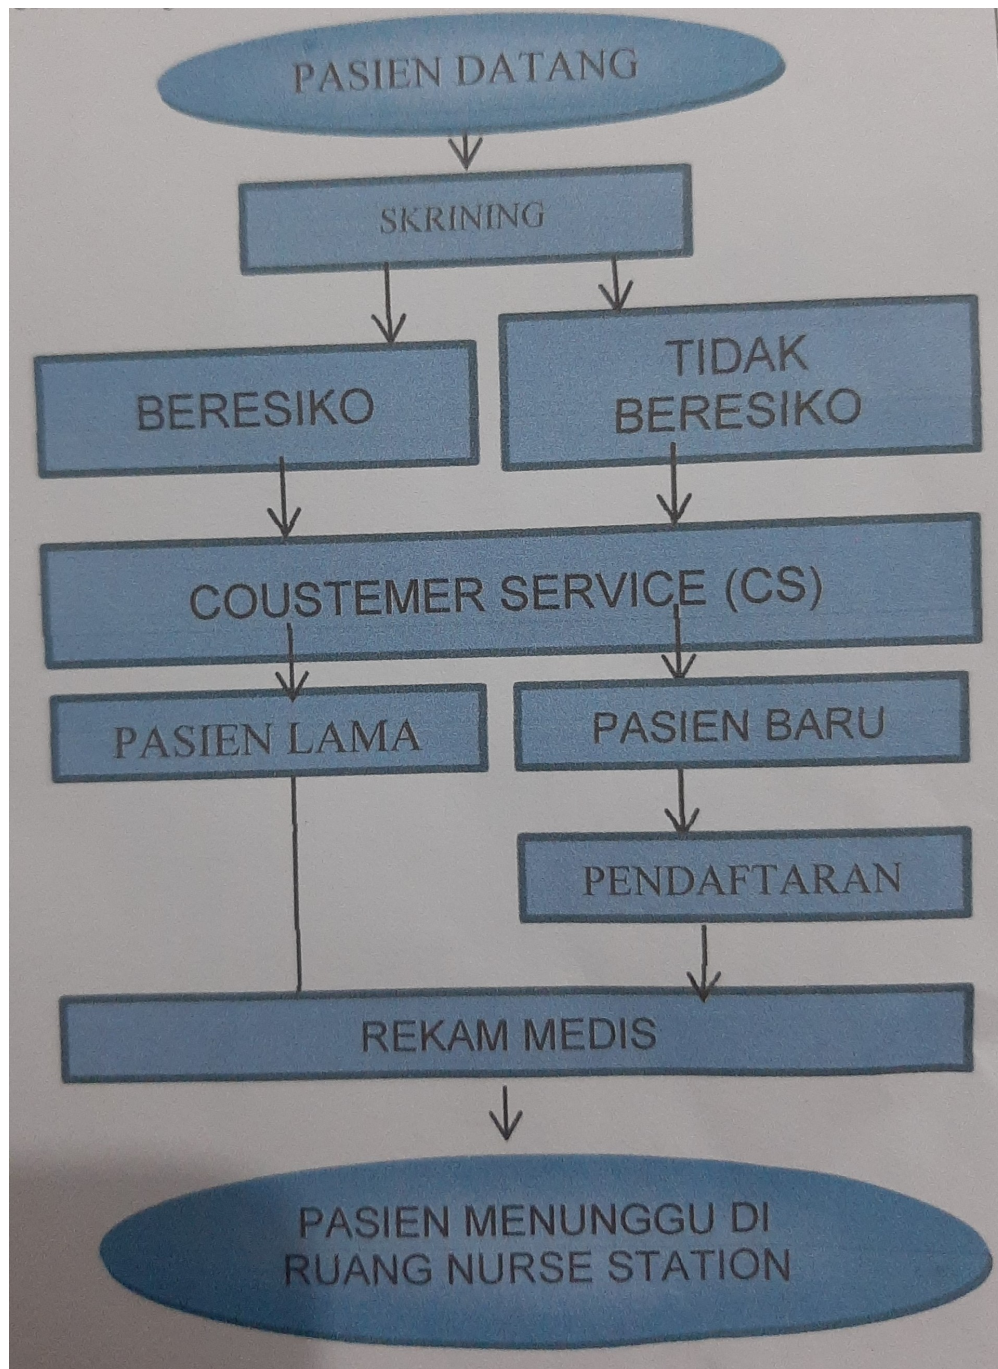 PASIEN DATANG
SKRINING
BERESIKO
TIDAK
BERESIKO
COUSTEMER SERVICE (CS)
PASIEN LAMA
PASIEN BARU
PENDAFTARAN
REKAM MEDIS
PASIEN MENUNGGU DI
RUANG NURSE STATION